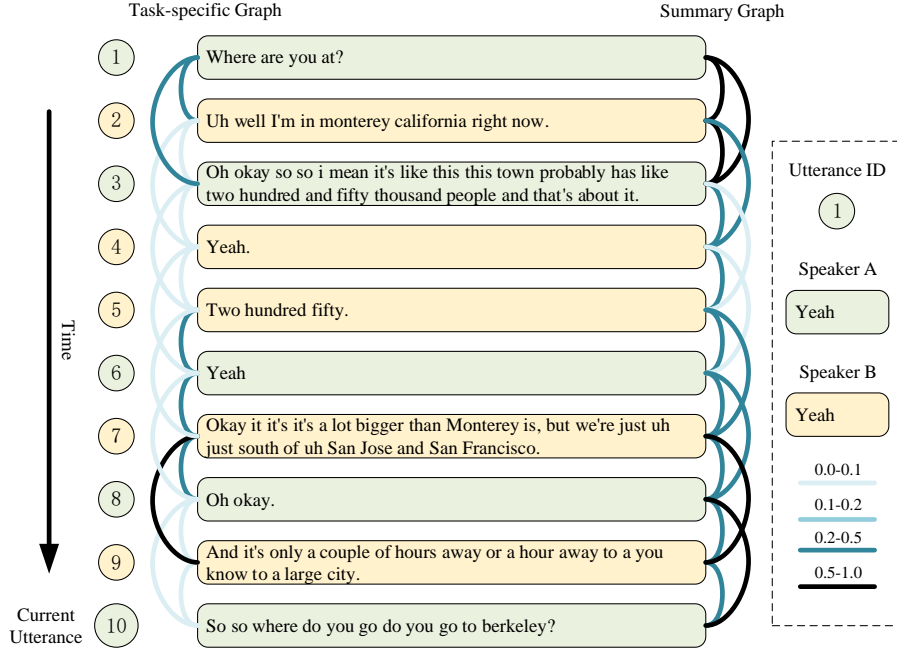 Task-specific Graph
Summary Graph
1
Where are you at?
2
Uh well I'm in monterey california right now.
3
Oh okay so so i mean it's like this this town probably has like
two hundred and fifty thousand people and that's about it.
4
Yeah.
5
Two hundred fifty.
6
Yeah
7
Okay it it's it's a lot bigger than Monterey is, but we're just uh
just south of uh San Jose and San Francisco.
8
Oh okay.
9
And it's only a couple of hours away or a hour away to a you
know to a large city.
10
So so where do you go do you go to berkeley?
Time
Current
Utterance
Utterance ID
1
Speaker A
Yeah
Speaker B
Yeah
0.0-0.1
0.1-0.2
0.2-0.5
0.5-1.0